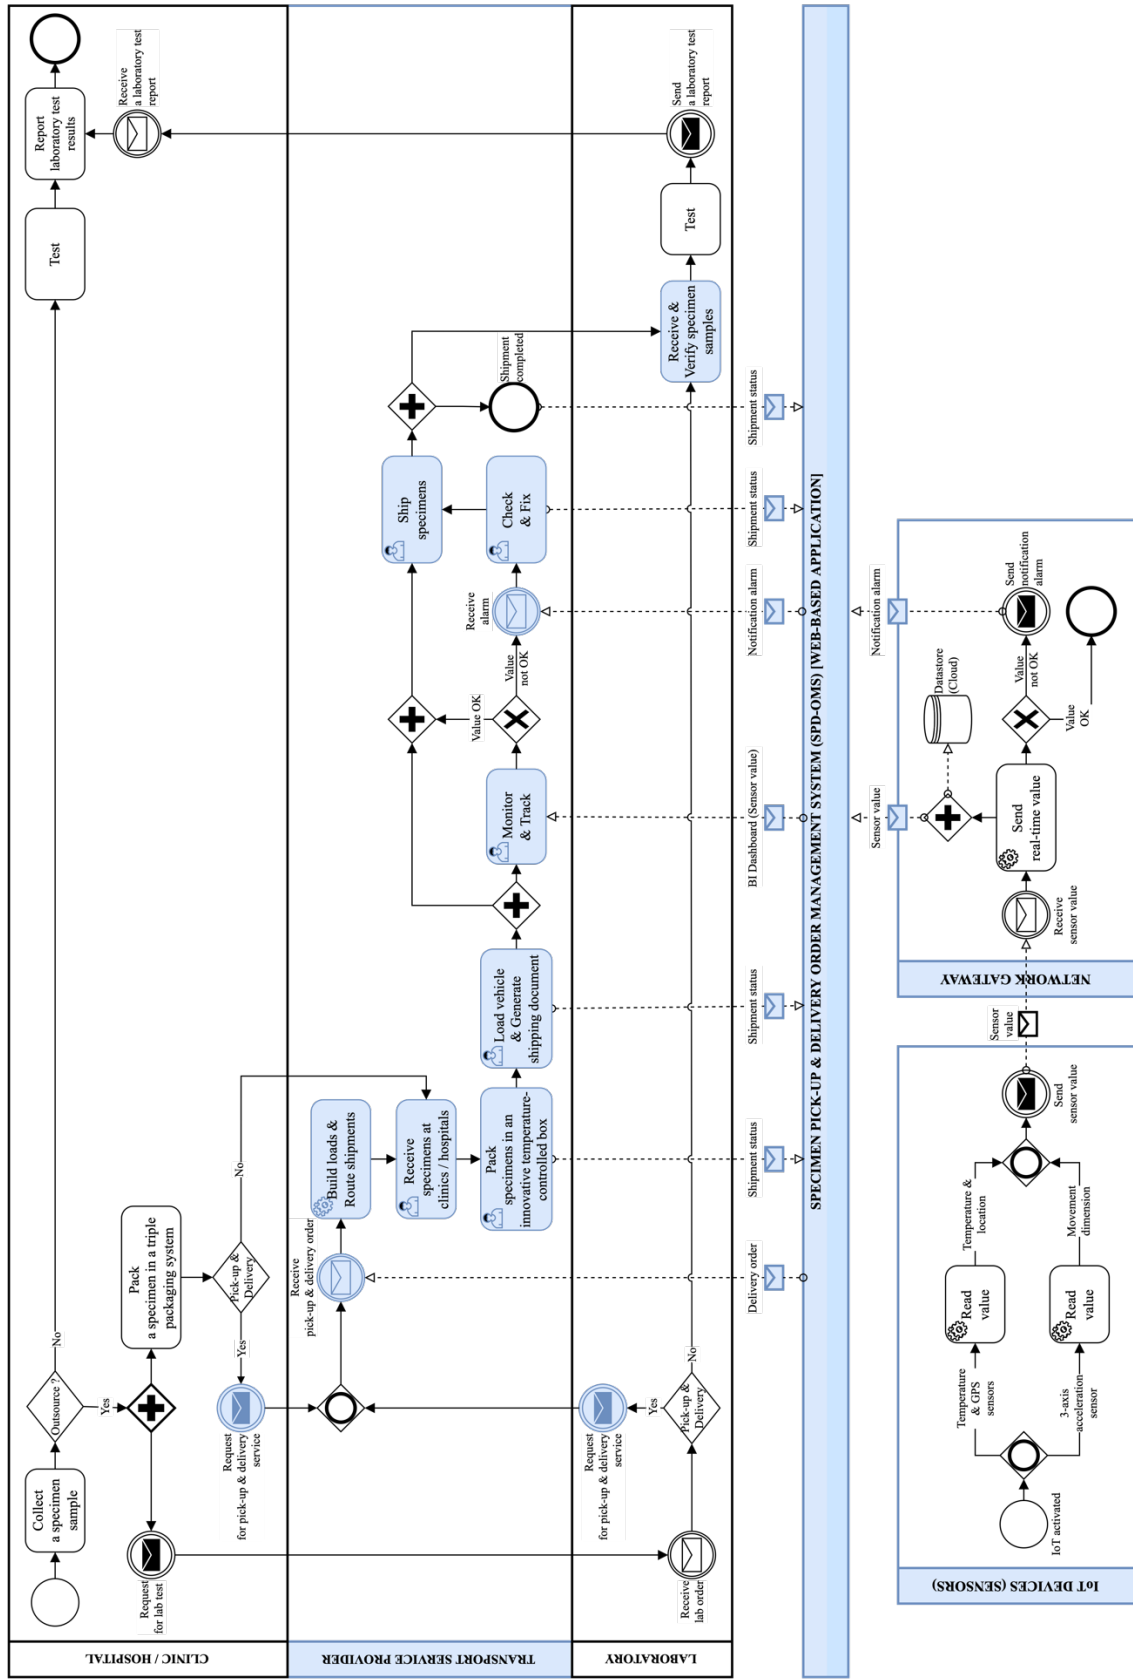 CLINIC / HOSPITAL
Collect
a specimen
sample
Outsource ?
No
Yes
Test
Report
laboratory test
results
Receive
a laboratory test
report
Request
for lab test
Pack
a specimen in a triple
packaging system
Pick-up &
Delivery
No
Yes
Request
for pick-up & delivery
service
TRANSPORT SERVICE PROVIDER
Receive
pick-up & delivery order
Build loads &
Route shipments
Receive
specimens at
clinics / hospitals
Pack
specimens in an
innovative temperature-
controlled box
Load vehicle
& Generate
shipping document
Monitor
& Track
Value OK
Value
not OK
Receive
alarm
Check
& Fix
Ship
specimens
Shipment
completed
LABORATORY
Receive
lab order
Pick-up &
Delivery
Yes
No
Request
for pick-up & delivery
service
Receive &
Verify specimen
samples
Test
Send
a laboratory test
report
Delivery order
Shipment status
Shipment status
BI Dashboard (Sensor value)
Notification alarm
Shipment status
Shipment status
SPECIMEN PICK-UP & DELIVERY ORDER MANAGEMENT SYSTEM (SPD-OMS) [WEB-BASED APPLICATION]
Sensor value
Notification alarm
IoT DEVICES (SENSORS)
IoT activated
Temperature
& GPS
sensors
3-axis
acceleration
sensor
Read
value
Read
value
Temperature &
location
Movement
dimension
Send
sensor value
Sensor
value
NETWORK GATEWAY
Receive
sensor value
Send
real-time value
Datastore
(Cloud)
Value
not OK
Value
OK
Send
notification
alarm